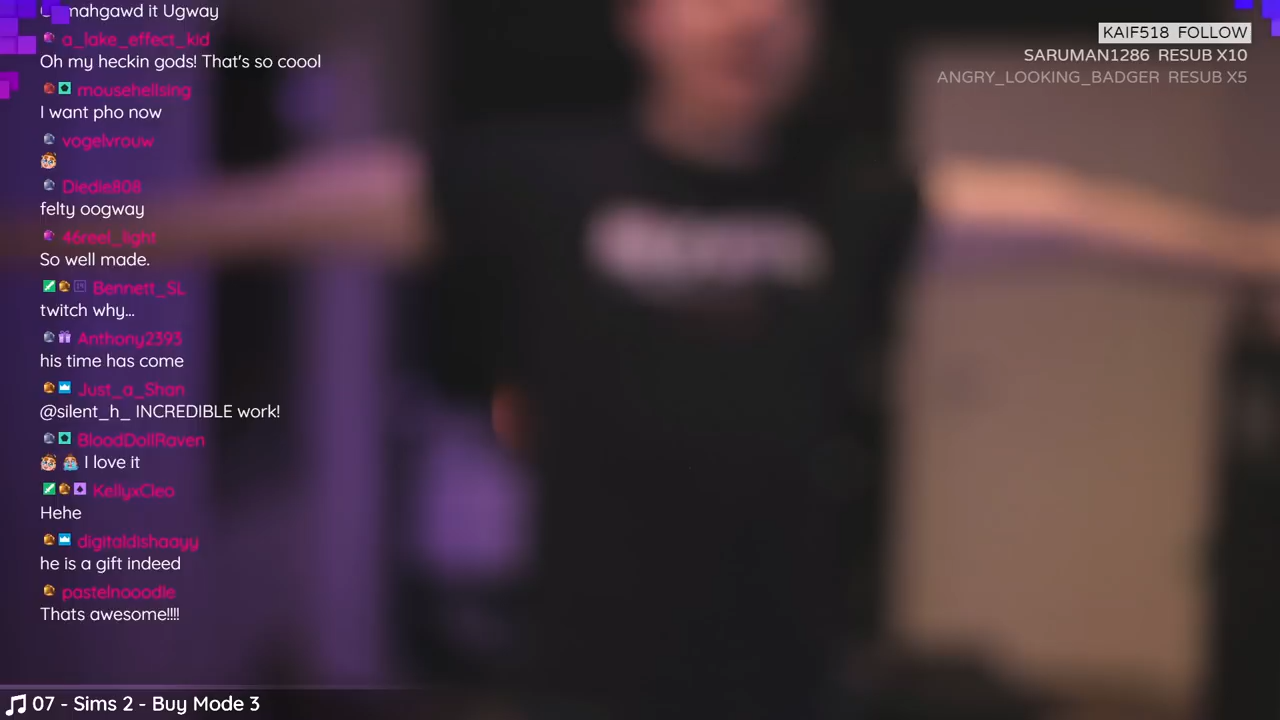 mahgawd it Ugway
a_lake_effect_kid
Oh my heckin gods! That's so coool
mousehellsing
I want pho now
vogelvrouw
Diedie808
felty oogway
46reel_light
So well made.
Bennett_SL
twitch why...
Anthony2393
his time has come
Just_a_Shan
@silent_h_ INCREDIBLE work!
BloodDollRaven
I love it
KellyxCleo
Hehe
digitaldishaayy
he is a gift indeed
pastelnooodle
Thats awesome!!!!
07 - Sims 2 - Buy Mode 3
KAIF518 FOLLOW
SARUMAN1286 RESUB X10
ANGRY_LOOKING_BADGER RESUB X5